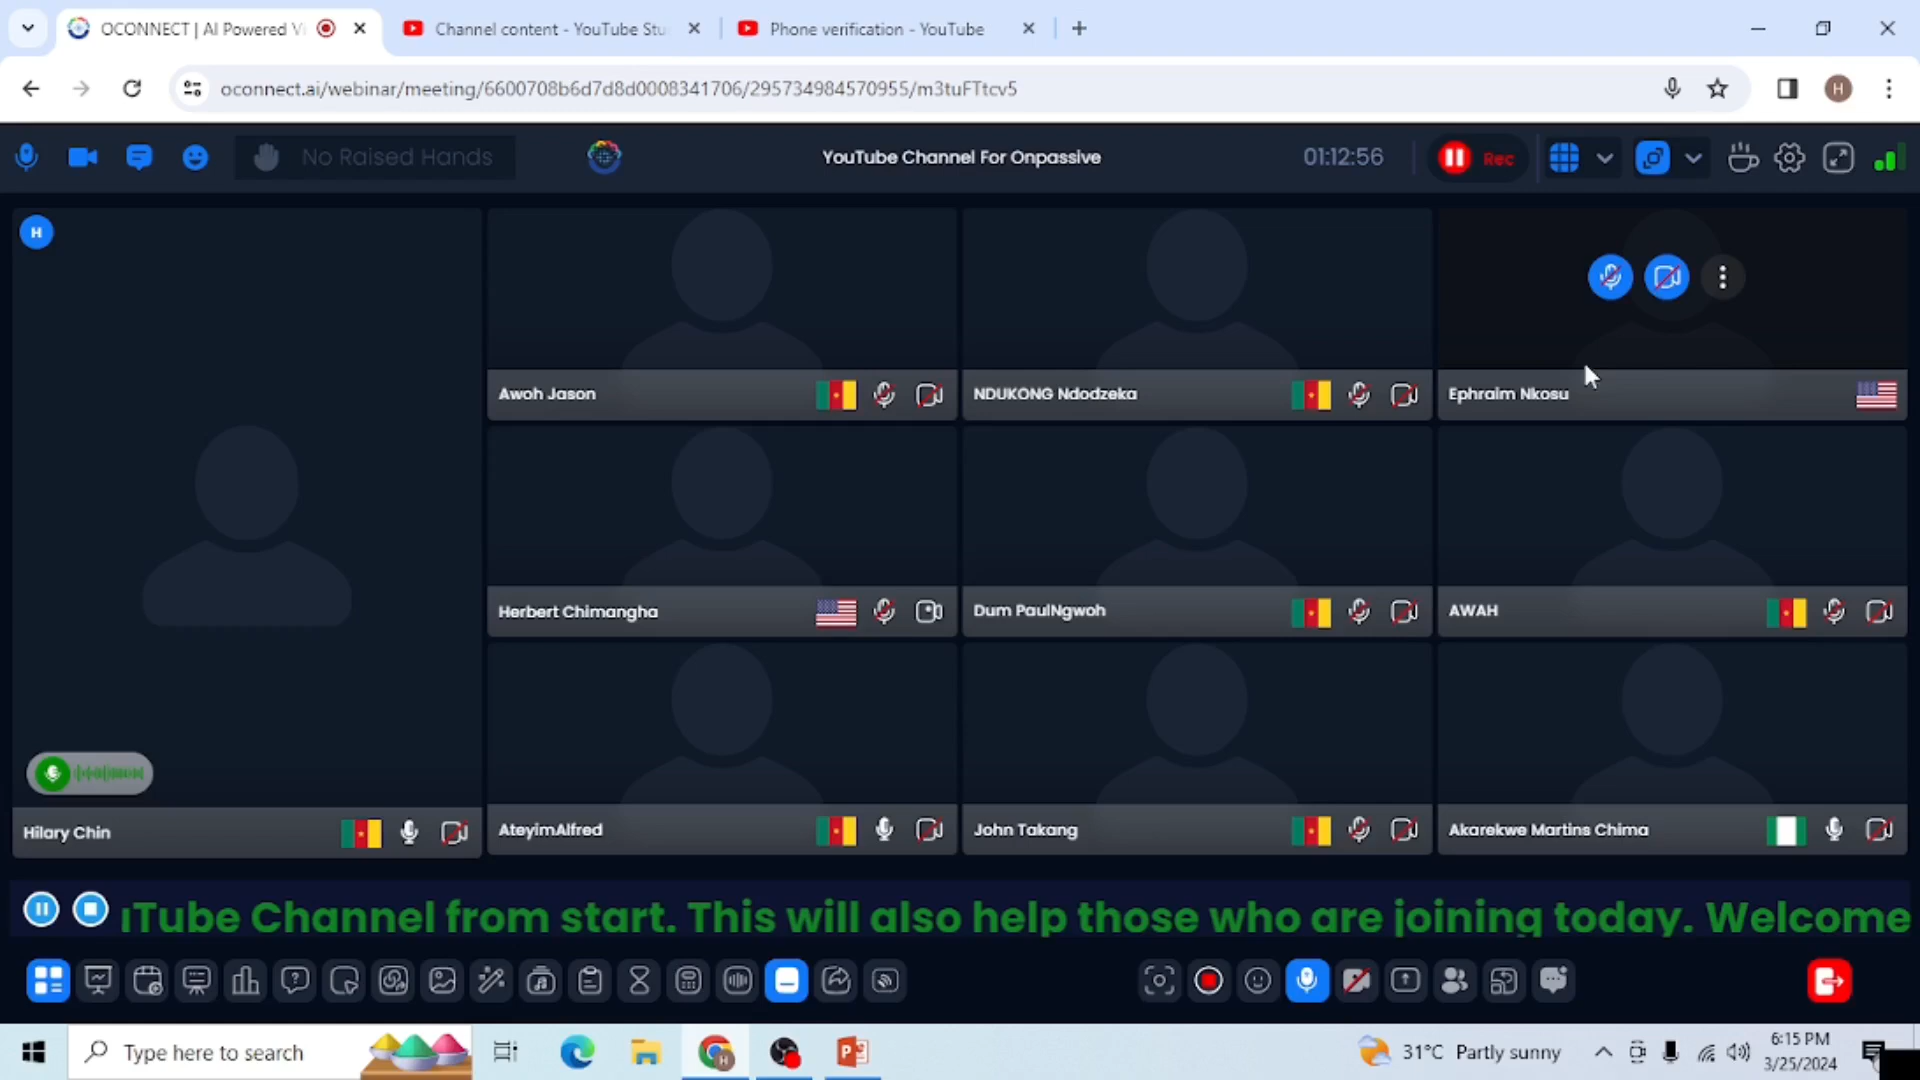 OCONNECT | AI Powered Vi
Channel content - YouTube Stu
Phone verification - YouTube
oconnect.ai/webinar/meeting/6600708b6d7d8d0008341706/295734984570955/m3tuFTtcv5
H
No Raised Hands
YouTube Channel For Onpassive
01:12:56
Rec
H
Awoh Jason
NDUKONG Ndodzeka
Ephraim Nkosu
Herbert Chimangha
Dum PaulNgwoh
AWAH
Hilary Chin
AteyimAlfred
John Takang
Akarekwe Martins Chima
uTube Channel from start. This will also help those who are joining today. Welcome
Type here to search
31°C Partly sunny
6:15 PM
3/25/2024